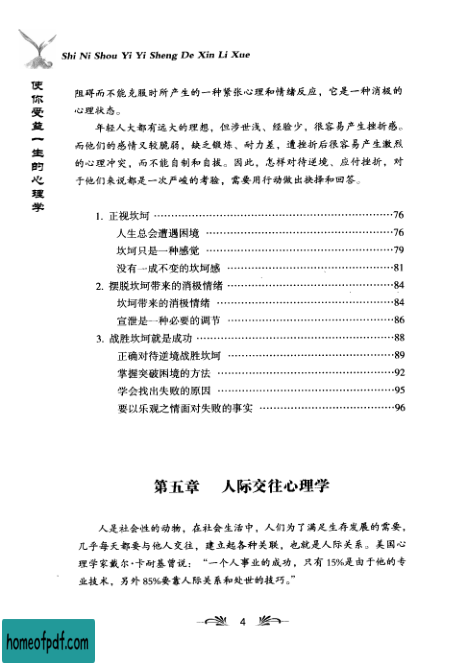 Shi Ni Shou Yi Yi Sheng De Xin Li Xue
使你受益一生的心理学
阻碍而不能克服时所产生的一种紧张心理和情绪反应，它是一种消极的
心理状态。
年轻人大都有远大的理想，但涉世浅、经验少，很容易产生挫折感。
而他们的感情又较脆弱，缺乏锻炼、耐力差，遭挫折后很容易产生激烈
的心理冲突，而不能自制和自拔。因此，怎样对待逆境、应付挫折，对
于他们来说都是一次严峻的考验，需要用行动做出抉择和回答。
1. 正视坎坷 ……………………………………………76
人生总会遭遇困境 ……………………………………76
坎坷只是一种感觉 ……………………………………79
没有一成不变的坎坷感 ………………………………81
2. 摆脱坎坷带来的消极情绪 …………………………84
坎坷带来的消极情绪 …………………………………84
宣泄是一种必要的调节 ………………………………86
3. 战胜坎坷就是成功 …………………………………88
正确对待逆境战胜坎坷 ………………………………89
掌握突破困境的方法 …………………………………92
学会找出失败的原因 …………………………………95
要以乐观之情面对失败的事实 ………………………96
第五章 人际交往心理学
人是社会性的动物，在社会生活中，人们为了满足生存发展的需要，
几乎每天都要与他人交往，建立起各种关联，也就是人际关系。美国心
理学家戴尔·卡耐基曾说：“一个人事业的成功，只有15%是由于他的专
业技术，另外85%要靠人际关系和处世的技巧。”
4
homeofpdf.com